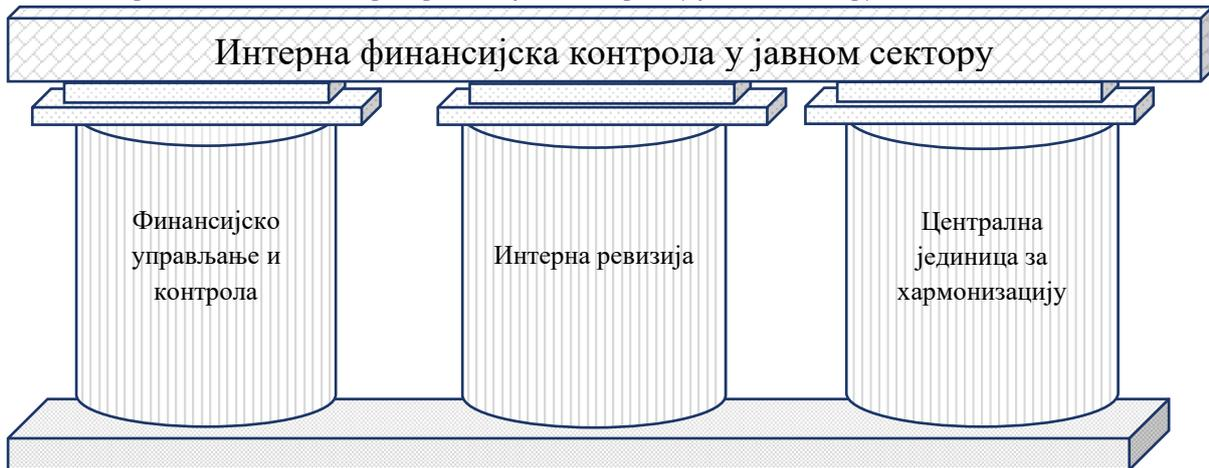 Интерна финансијска контрола у јавном сектору
Финансијско
управљање и
контрола
Интерна ревизија
Централна
јединица за
хармонизацију